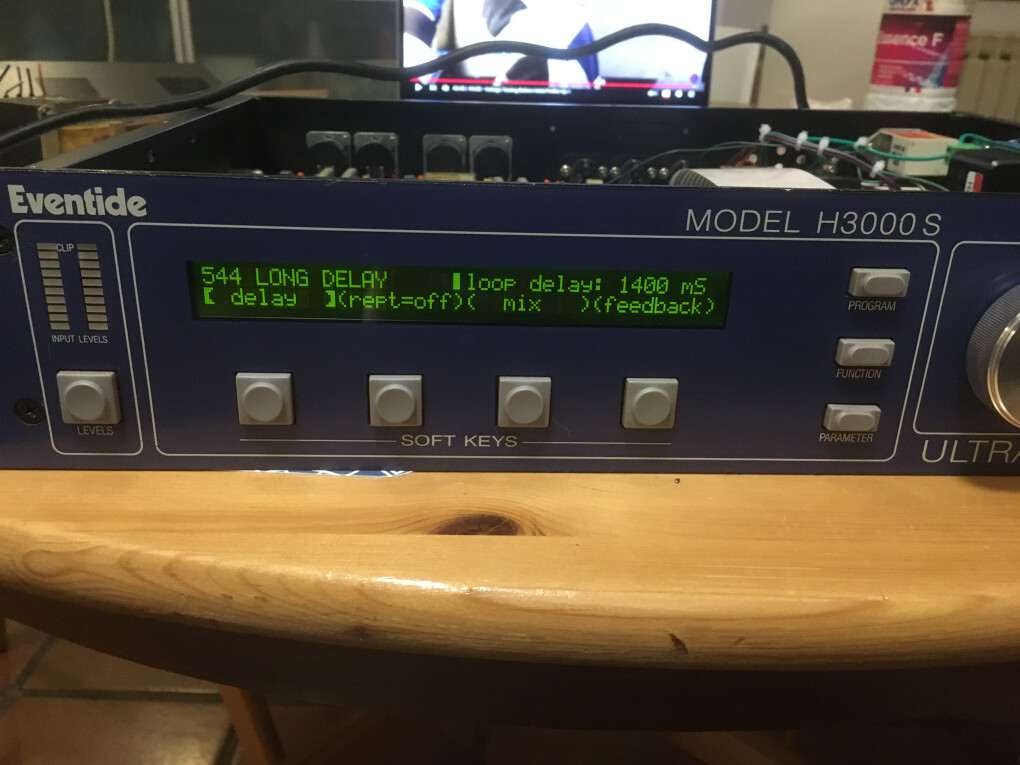 Essence F
Eventide
MODEL H3000 S
CLIP
INPUT LEVELS
LEVELS
544 LONG DELAY loop delay: 1400 mS
[ delay ](rept=off)( mix )(feedback)
SOFT KEYS
PROGRAM
FUNCTION
PARAMETER
ULTRA